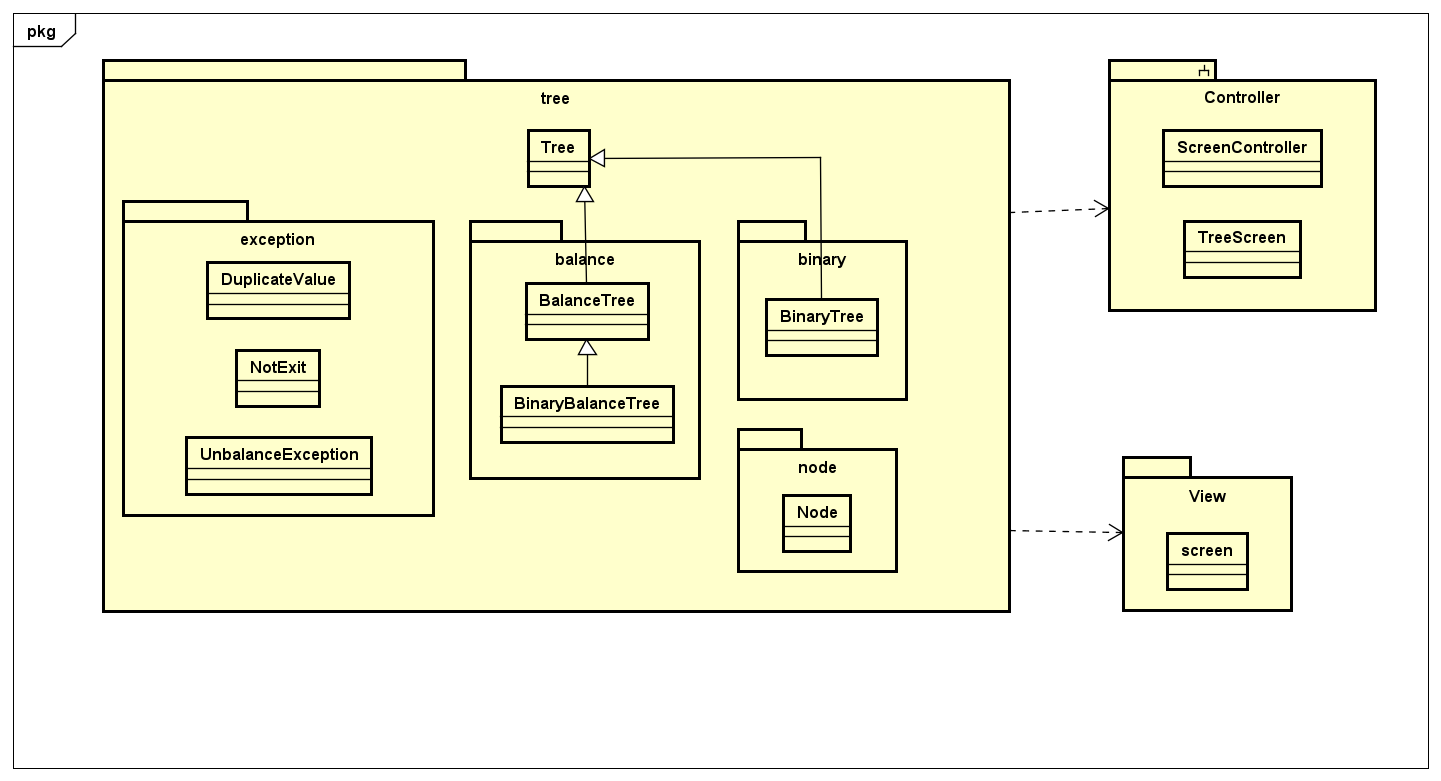 pkg
tree
Tree
exception
DuplicateValue
NotExit
UnbalanceException
balance
BalanceTree
BinaryBalanceTree
binary
BinaryTree
node
Node
Controller
ScreenController
TreeScreen
View
screen